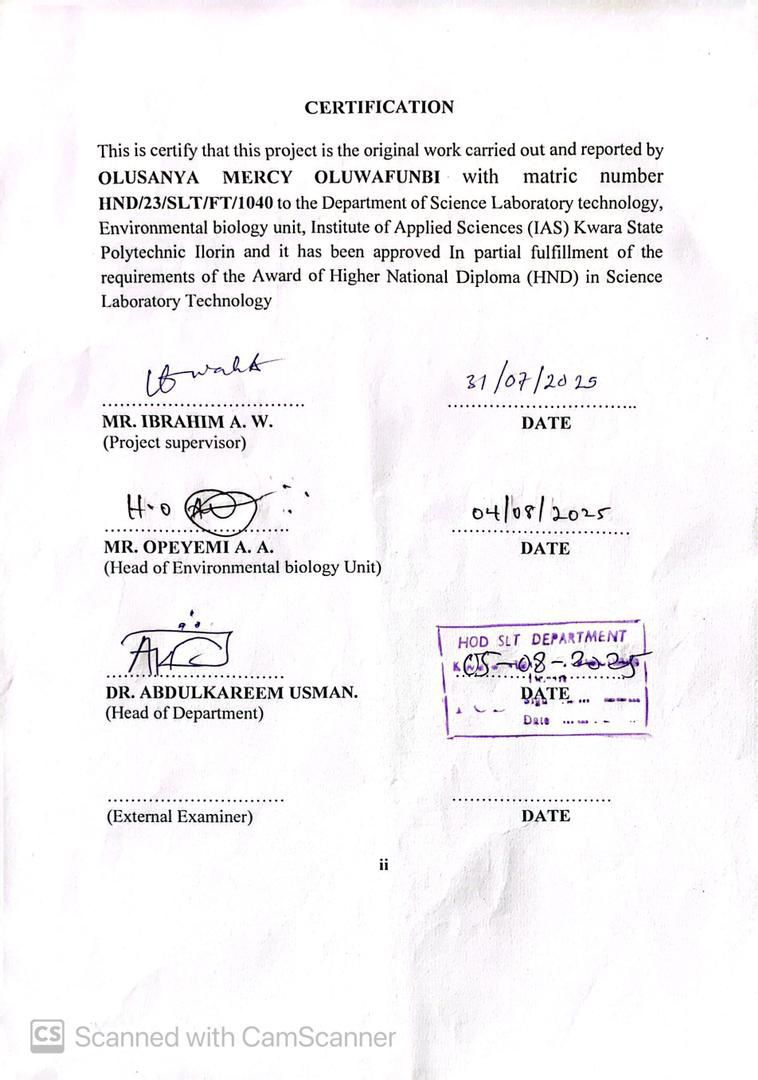 CERTIFICATION
This is certify that this project is the original work carried out and reported by
OLUSANYA MERCY OLUWAFUNBI with matric number
HND/23/SLT/FT/1040 to the Department of Science Laboratory technology,
Environmental biology unit, Institute of Applied Sciences (IAS) Kwara State
Polytechnic Ilorin and it has been approved In partial fulfillment of the
requirements of the Award of Higher National Diploma (HND) in Science
Laboratory Technology
31/07/2025
MR. IBRAHIM A. W. DATE
(Project supervisor)
H.O 04/08/2025
MR. OPEYEMI A. A. DATE
(Head of Environmental biology Unit)
HOD SLT DEPARTMENT
05-08-2025
DR. ABDULKAREEM USMAN. DATE
(Head of Department)
Sign
Date
(External Examiner) DATE
ii
CS Scanned with CamScanner